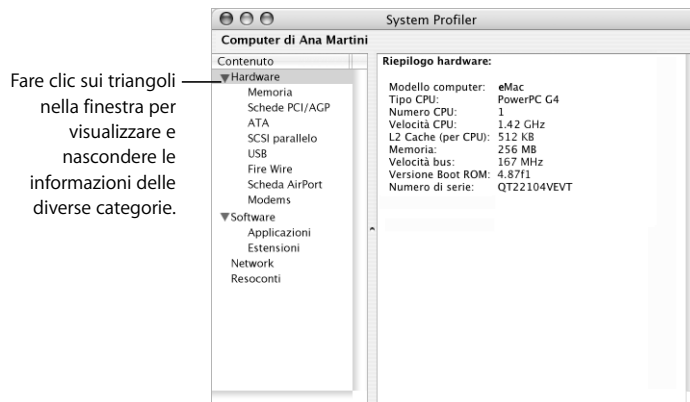 System Profiler
Computer di Ana Martini
Contenuto
Hardware
Memoria
Schede PCI/AGP
ATA
SCSI parallelo
USB
Fire Wire
Scheda AirPort
Modems
Software
Applicazioni
Estensioni
Network
Resoconti
Riepilogo hardware:
Modello computer: eMac
Tipo CPU: PowerPC G4
Numero CPU: 1
Velocità CPU: 1.42 GHz
L2 Cache (per CPU): 512 KB
Memoria: 256 MB
Velocità bus: 167 MHz
Versione Boot ROM: 4.87f1
Numero di serie: QT22104VEVT
Fare clic sui triangoli
nella finestra per
visualizzare e
nascondere le
informazioni delle
diverse categorie.